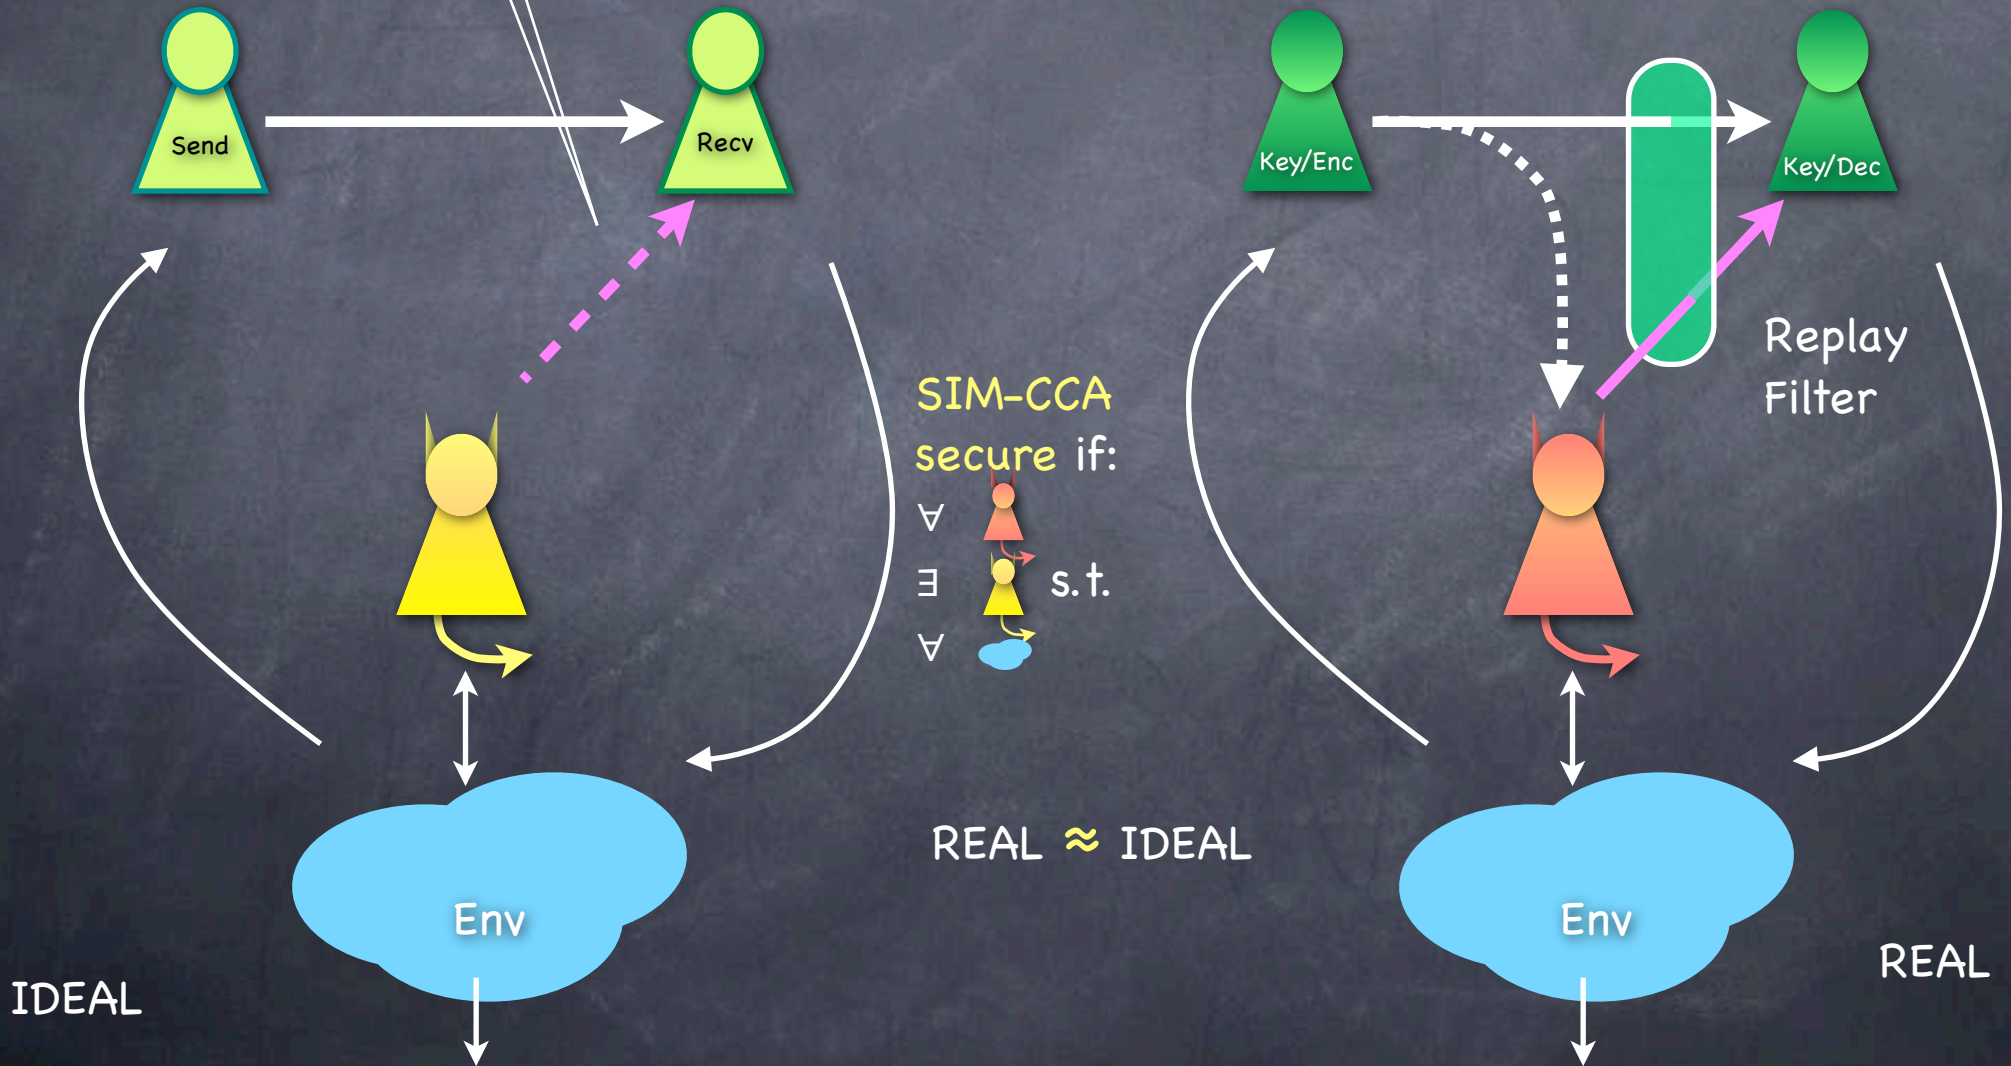 Send
Recv
Key/Enc
Key/Dec
Replay
Filter
SIM-CCA
secure if:
∀
∃ s.t.
∀
REAL ≈ IDEAL
Env
Env
IDEAL
REAL